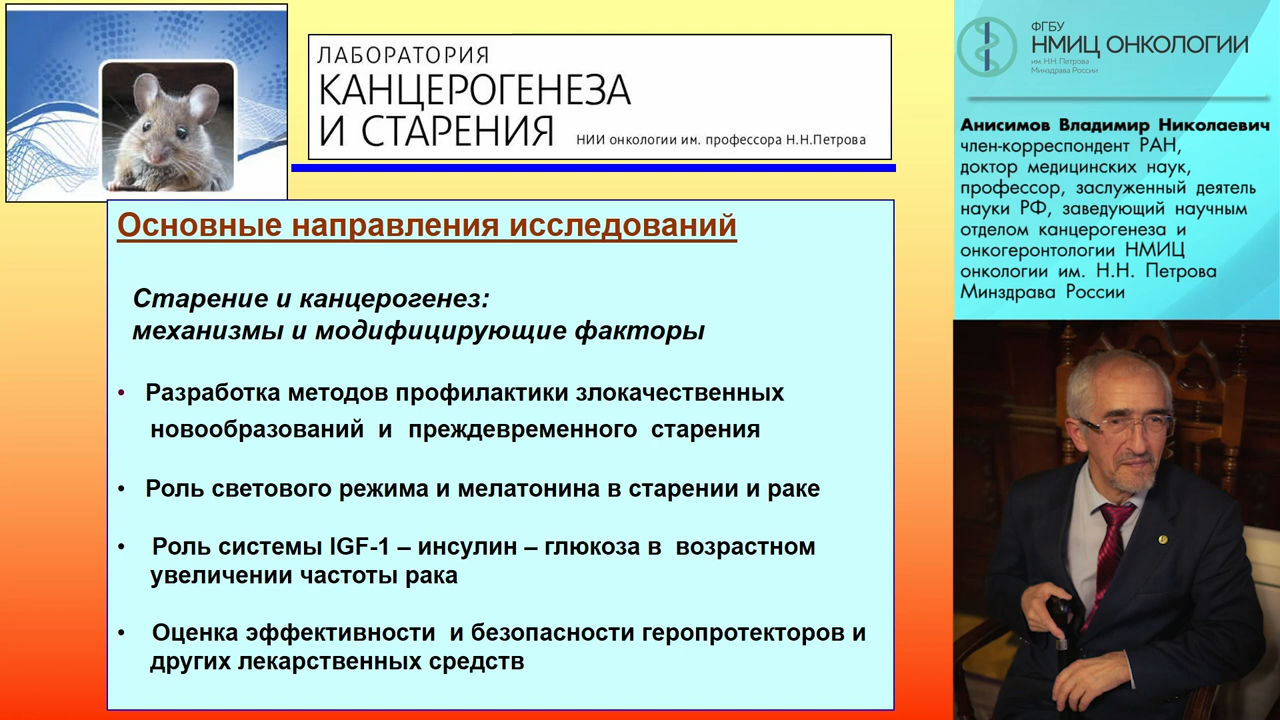 ЛАБОРАТОРИЯ
КАНЦЕРОГЕНЕЗА
И СТАРЕНИЯ
НИИ онкологии им. профессора Н.Н.Петрова
Основные направления исследований
Старение и канцерогенез:
механизмы и модифицирующие факторы
• Разработка методов профилактики злокачественных
новообразований и преждевременного старения
• Роль светового режима и мелатонина в старении и раке
• Роль системы IGF-1 – инсулин – глюкоза в возрастном
увеличении частоты рака
• Оценка эффективности и безопасности геропротекторов и
других лекарственных средств
ФГБУ
НМИЦ ОНКОЛОГИИ
им. Н.Н. Петрова
Минздрава России
Анисимов Владимир Николаевич
член-корреспондент РАН,
доктор медицинских наук,
профессор, заслуженный деятель
науки РФ, заведующий научным
отделом канцерогенеза и
онкогеронтологии НМИЦ
онкологии им. Н.Н. Петрова
Минздрава России